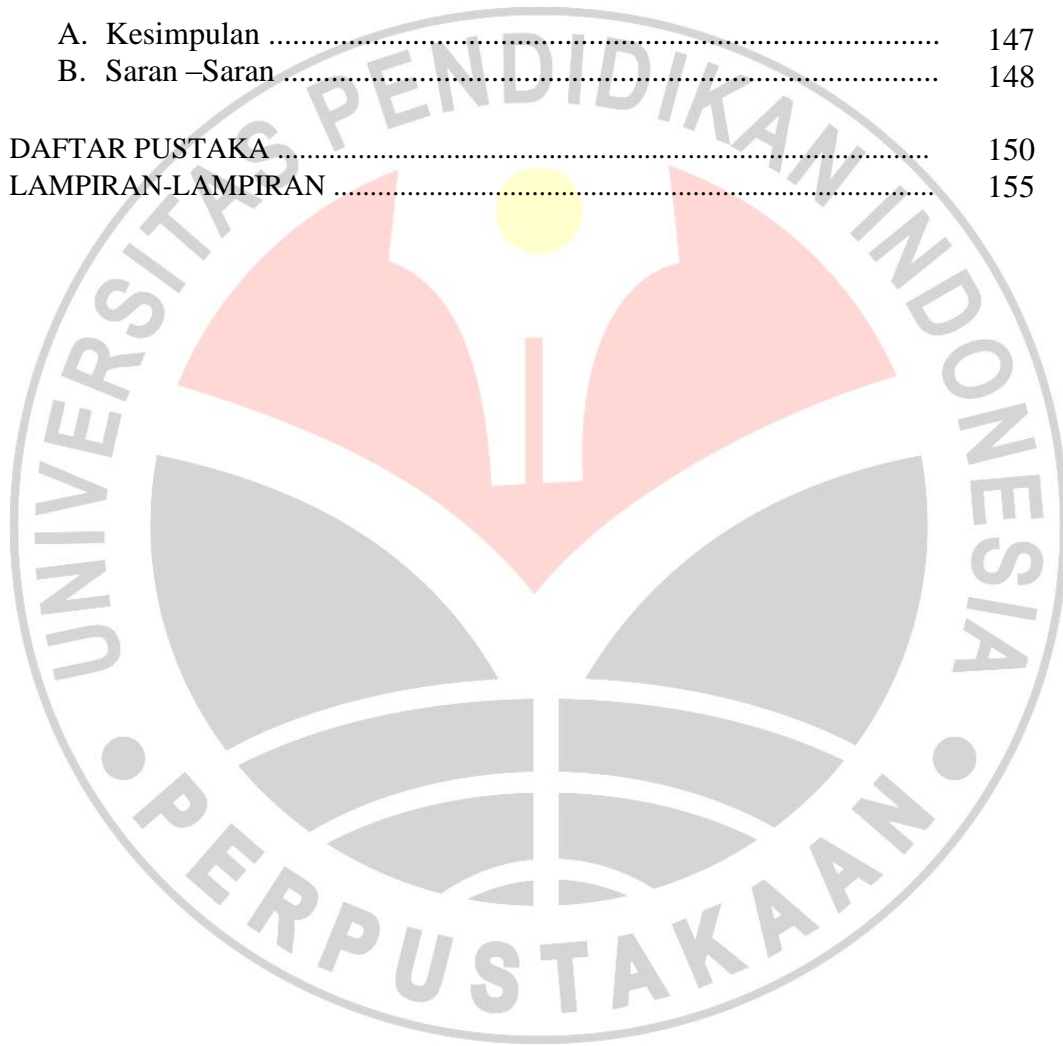 A. Kesimpulan ........................................................................... 147
B. Saran –Saran ......................................................................... 148
DAFTAR PUSTAKA ......................................................................... 150
LAMPIRAN-LAMPIRAN ................................................................... 155
UNIVERSITAS PENDIDIKAN INDONESIA
PERPUSTAKAAN